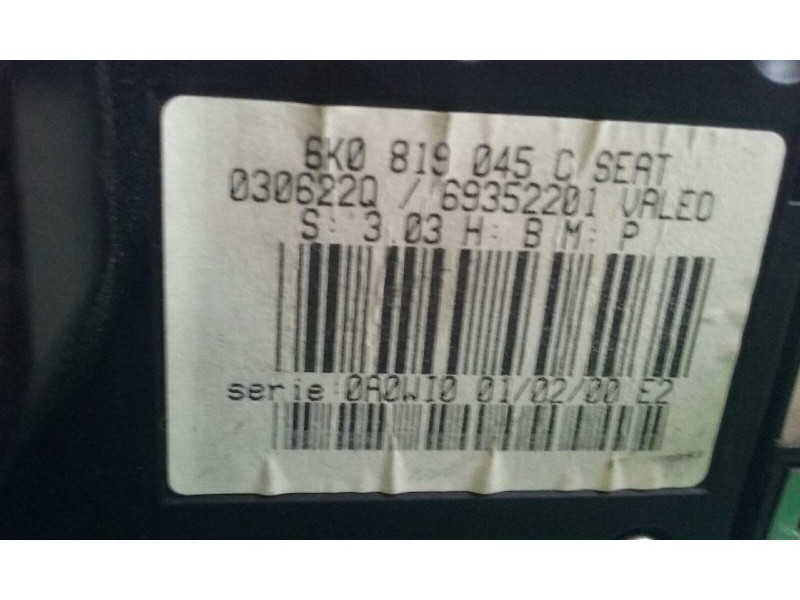 6K0 819 045 C SEAT
030622Q / 69352201 VALEO
S: 3.03 H: B M: P
serie:0A0WI0 01/02/00 E2